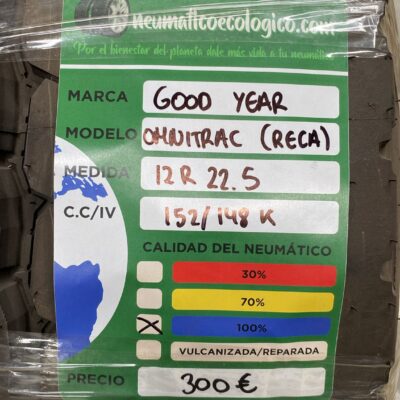 neumaticoecologico.com
Por el bienestar del planeta dale más vida a tu neumático
MARCA GOOD YEAR
MODELO OMNITRAC (RECA)
MEDIDA 12 R 22.5
C.C/IV 152/148 K
CALIDAD DEL NEUMÁTICO
30%
70%
X 100%
VULCANIZADA/REPARADA
PRECIO 300 €